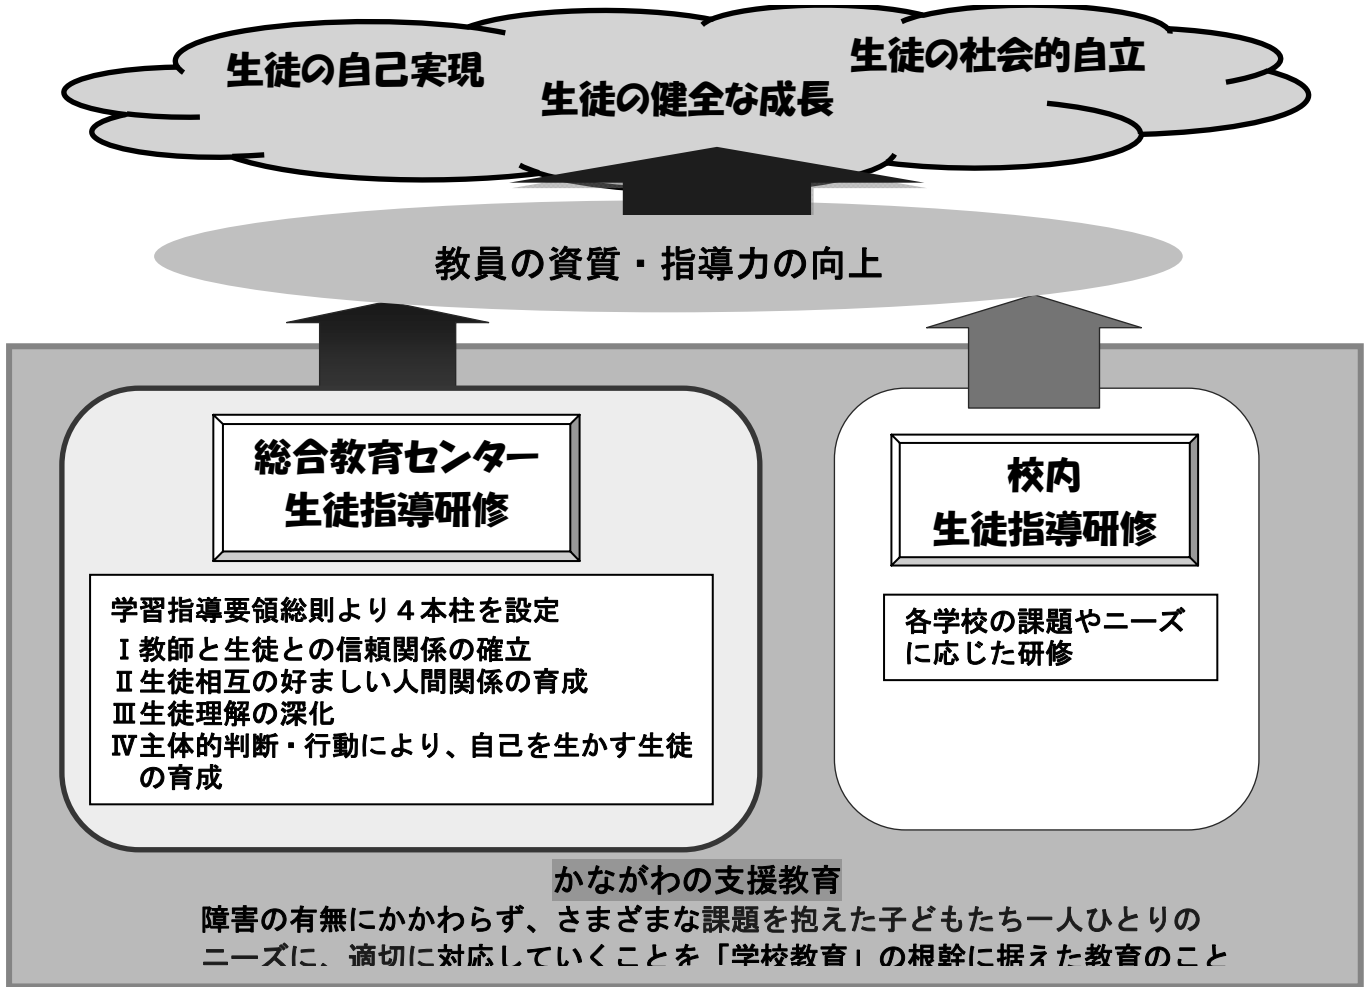 生徒の自己実現
生徒の健全な成長
生徒の社会的自立
教員の資質・指導力の向上
総合教育センター
生徒指導研修
学習指導要領総則より４本柱を設定
Ⅰ教師と生徒との信頼関係の確立
Ⅱ生徒相互の好ましい人間関係の育成
Ⅲ生徒理解の深化
Ⅳ主体的判断・行動により、自己を生かす生徒
の育成
校内
生徒指導研修
各学校の課題やニーズ
に応じた研修
かながわの支援教育
障害の有無にかかわらず、さまざまな課題を抱えた子どもたち一人ひとりの
ニーズに、適切に対応していくことを「学校教育」の根幹に据えた教育のこと